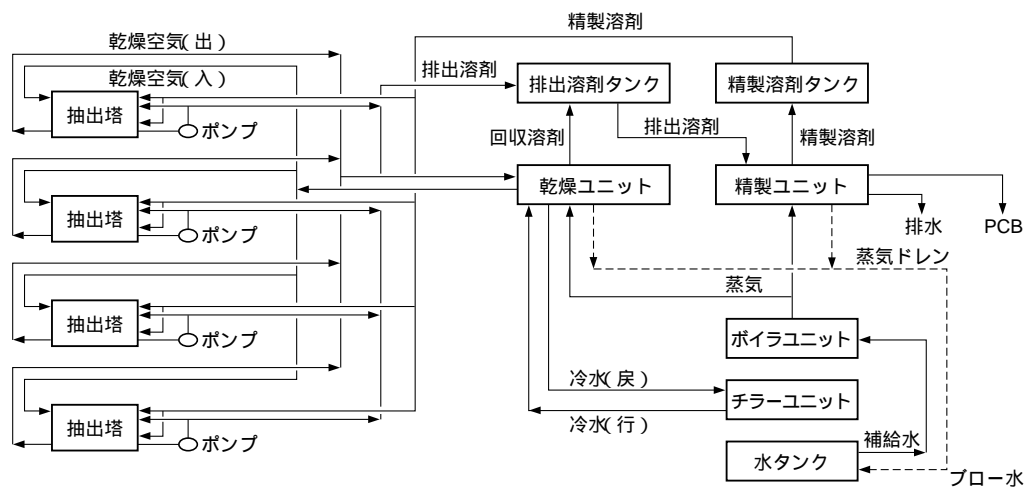 精製溶剤
乾燥空気(出)
排出溶剤
排出溶剤タンク
精製溶剤タンク
乾燥空気(入)
抽出塔
ポンプ
回収溶剤
排出溶剤
精製溶剤
乾燥ユニット
精製ユニット
抽出塔
ポンプ
排水
PCB
蒸気ドレン
蒸気
抽出塔
ポンプ
ボイラユニット
冷水(戻)
チラーユニット
冷水(行)
抽出塔
ポンプ
補給水
水タンク
ブロー水